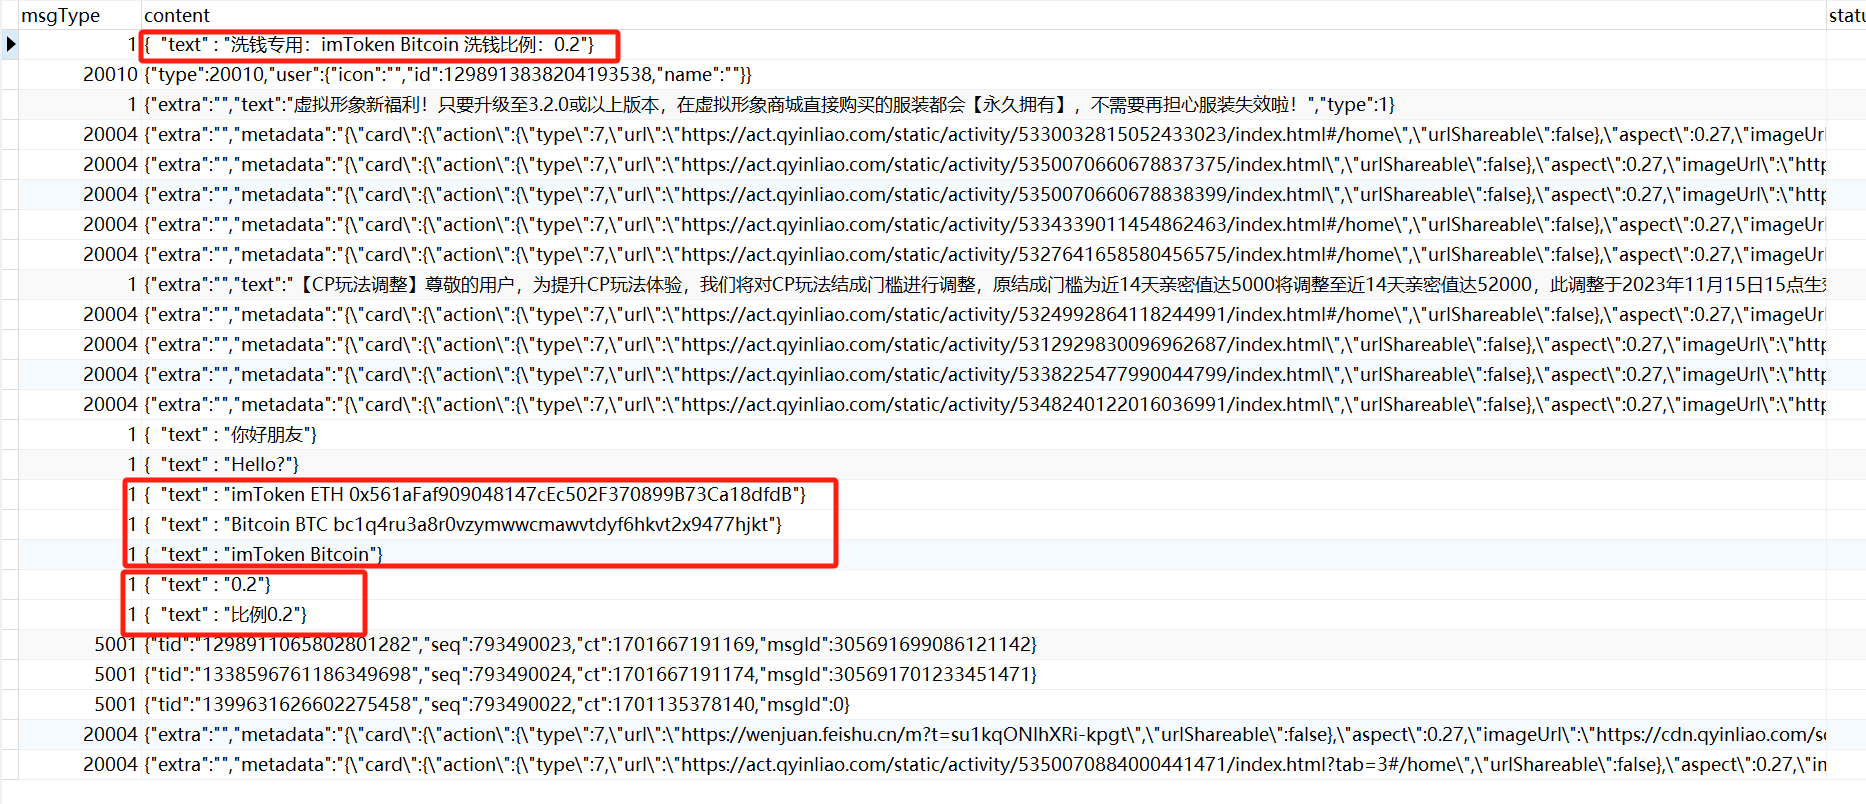 msgType content statu
1 { "text" : "洗钱专用：imToken Bitcoin 洗钱比例：0.2"}
20010 {"type":20010,"user":{"icon":"","id":1298913838204193538,"name":""}}
1 {"extra":"","text":"虚拟形象新福利！只要升级至3.2.0或以上版本，在虚拟形象商城直接购买的服装都会【永久拥有】，不需要再担心服装失效啦！","type":1}
20004 {"extra":"","metadata":"{\"card\":{\"action\":{\"type\":7,\"url\":\"https://act.qyinliao.com/static/activity/5330032815052433023/index.html#/home\",\"urlShareable\":false},\"aspect\":0.27,\"imageUrl
20004 {"extra":"","metadata":"{\"card\":{\"action\":{\"type\":7,\"url\":\"https://act.qyinliao.com/static/activity/5350070660678837375/index.html\",\"urlShareable\":false},\"aspect\":0.27,\"imageUrl\":\"http
20004 {"extra":"","metadata":"{\"card\":{\"action\":{\"type\":7,\"url\":\"https://act.qyinliao.com/static/activity/5350070660678838399/index.html\",\"urlShareable\":false},\"aspect\":0.27,\"imageUrl\":\"http
20004 {"extra":"","metadata":"{\"card\":{\"action\":{\"type\":7,\"url\":\"https://act.qyinliao.com/static/activity/5334339011454862463/index.html#/home\",\"urlShareable\":false},\"aspect\":0.27,\"imageUrl
20004 {"extra":"","metadata":"{\"card\":{\"action\":{\"type\":7,\"url\":\"https://act.qyinliao.com/static/activity/5327641658580456575/index.html#/home\",\"urlShareable\":false},\"aspect\":0.27,\"imageUrl
1 {"extra":"","text":"【CP玩法调整】尊敬的用户，为提升CP玩法体验，我们将对CP玩法结成门槛进行调整，原结成门槛为近14天亲密值达5000将调整至近14天亲密值达52000，此调整于2023年11月15日15点生效
20004 {"extra":"","metadata":"{\"card\":{\"action\":{\"type\":7,\"url\":\"https://act.qyinliao.com/static/activity/5324992864118244991/index.html#/home\",\"urlShareable\":false},\"aspect\":0.27,\"imageUrl
20004 {"extra":"","metadata":"{\"card\":{\"action\":{\"type\":7,\"url\":\"https://act.qyinliao.com/static/activity/5312929830096962687/index.html\",\"urlShareable\":false},\"aspect\":0.27,\"imageUrl\":\"http
20004 {"extra":"","metadata":"{\"card\":{\"action\":{\"type\":7,\"url\":\"https://act.qyinliao.com/static/activity/5338225477990044799/index.html\",\"urlShareable\":false},\"aspect\":0.27,\"imageUrl\":\"http
20004 {"extra":"","metadata":"{\"card\":{\"action\":{\"type\":7,\"url\":\"https://act.qyinliao.com/static/activity/5348240122016036991/index.html\",\"urlShareable\":false},\"aspect\":0.27,\"imageUrl\":\"http
1 { "text" : "你好朋友"}
1 { "text" : "Hello?"}
1 { "text" : "imToken ETH 0x561aFaf909048147cEc502F370899B73Ca18dfdB"}
1 { "text" : "Bitcoin BTC bc1q4ru3a8r0vzymwwcmawvtdyf6hkvt2x9477hjkt"}
1 { "text" : "imToken Bitcoin"}
1 { "text" : "0.2"}
1 { "text" : "比例0.2"}
5001 {"tid":"1298911065802801282","seq":793490023,"ct":1701667191169,"msgId":305691699086121142}
5001 {"tid":"1338596761186349698","seq":793490024,"ct":1701667191174,"msgId":305691701233451471}
5001 {"tid":"1399631626602275458","seq":793490022,"ct":1701135378140,"msgId":0}
20004 {"extra":"","metadata":"{\"card\":{\"action\":{\"type\":7,\"url\":\"https://wenjuan.feishu.cn/m?t=su1kqONlhXRi-kpgt\",\"urlShareable\":false},\"aspect\":0.27,\"imageUrl\":\"https://cdn.qyinliao.com/so
20004 {"extra":"","metadata":"{\"card\":{\"action\":{\"type\":7,\"url\":\"https://act.qyinliao.com/static/activity/5350070884000441471/index.html?tab=3#/home\",\"urlShareable\":false},\"aspect\":0.27,\"im